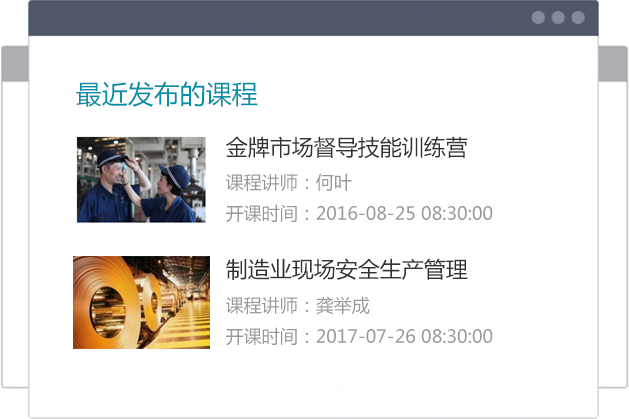 最近发布的课程
金牌市场督导技能训练营
课程讲师：何叶
开课时间：2016-08-25 08:30:00
制造业现场安全生产管理
课程讲师：龚举成
开课时间：2017-07-26 08:30:00